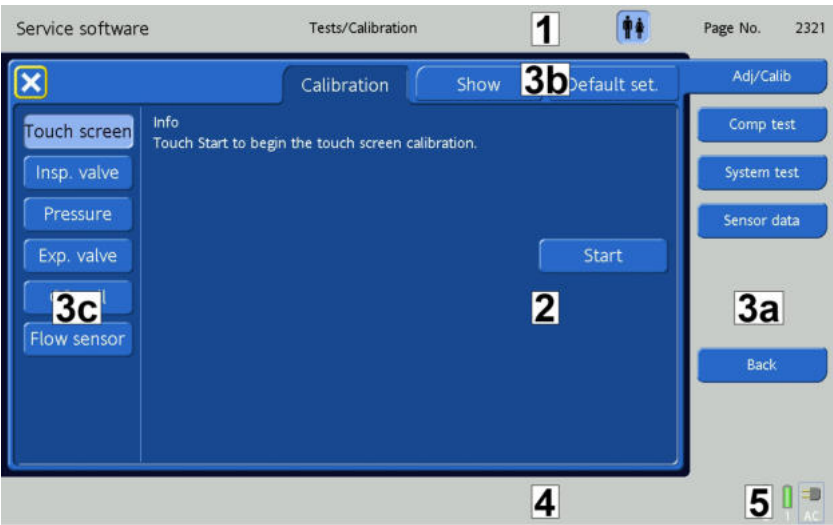 Service software
Tests/Calibration
1
Page No. 2321
Calibration
Show
3b
Default set.
Adj/Calib
Touch screen
Info
Touch Start to begin the touch screen calibration.
Comp test
Insp. valve
System test
Pressure
Sensor data
Exp. valve
Start
3c
2
3a
Flow sensor
Back
4
5
1
AC